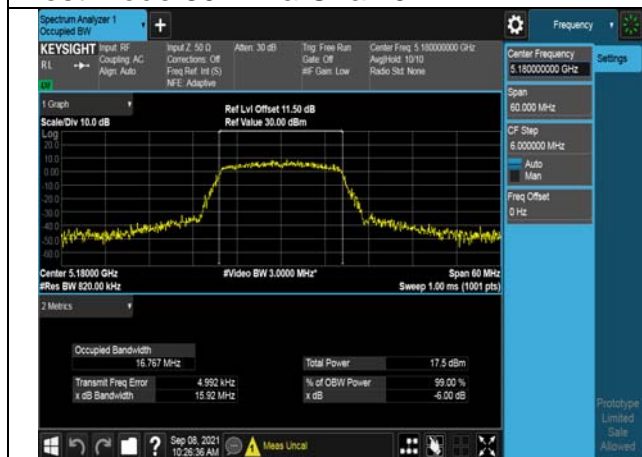 Spectrum Analyzer 1
Occupied BW
Frequency
KEYSIGHT
Input: RF
Coupling: AC
Align: Auto
RL
Input Z: 50 Ω
Corrections: Off
Freq Ref: Int (S)
NFE: Adaptive
Atten: 30 dB
Trig: Free Run
Gate: Off
#IF Gain: Low
Center Freq: 5.180000000 GHz
Avg|Hold: 10/10
Radio Std: None
Center Frequency
5.180000000 GHz
Settings
Span
60.000 MHz
CF Step
6.000000 MHz
Auto
Man
Freq Offset
0 Hz
1 Graph
Scale/Div 10.0 dB
Ref Lvl Offset 11.50 dB
Ref Value 30.00 dBm
Log
20.0
10.0
0.00
-10.0
-20.0
-30.0
-40.0
-50.0
-60.0
Center 5.18000 GHz
#Res BW 820.00 kHz
#Video BW 3.0000 MHz*
Span 60 MHz
Sweep 1.00 ms (1001 pts)
2 Metrics
Occupied Bandwidth
16.767 MHz
Total Power 17.5 dBm
Transmit Freq Error 4.992 kHz
% of OBW Power 99.00 %
x dB Bandwidth 15.92 MHz
x dB -6.00 dB
Prototype
Limited
Sale
Allowed
Sep 08, 2021
10:26:36 AM
Meas Uncal